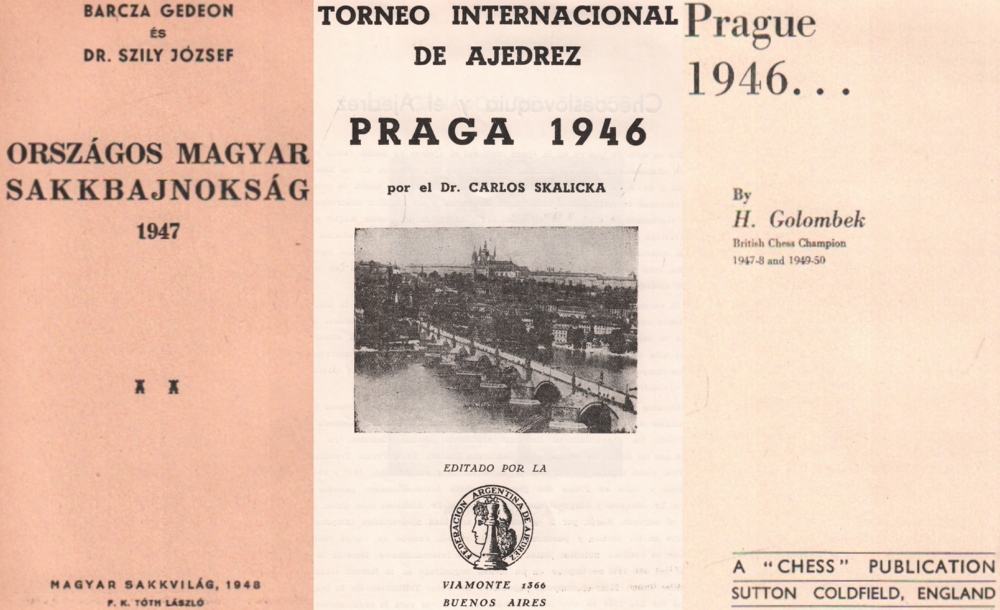 BARCZA GEDEON
ÉS
DR. SZILY JÓZSEF
ORSZÁGOS MAGYAR
SAKKBAJNOKSÁG
1947
MAGYAR SAKKVILÁG, 1948
F. K. TÓTH LÁSZLÓ
TORNEO INTERNACIONAL
DE AJEDREZ
PRAGA 1946
por el Dr. CARLOS SKALICKA
EDITADO POR LA
FEDERACION ARGENTINA DE AJEDREZ
VIAMONTE 1366
BUENOS AIRES
Prague
1946...
By
H. Golombek
British Chess Champion
1947-8 and 1949-50
A "CHESS" PUBLICATION
SUTTON COLDFIELD, ENGLAND